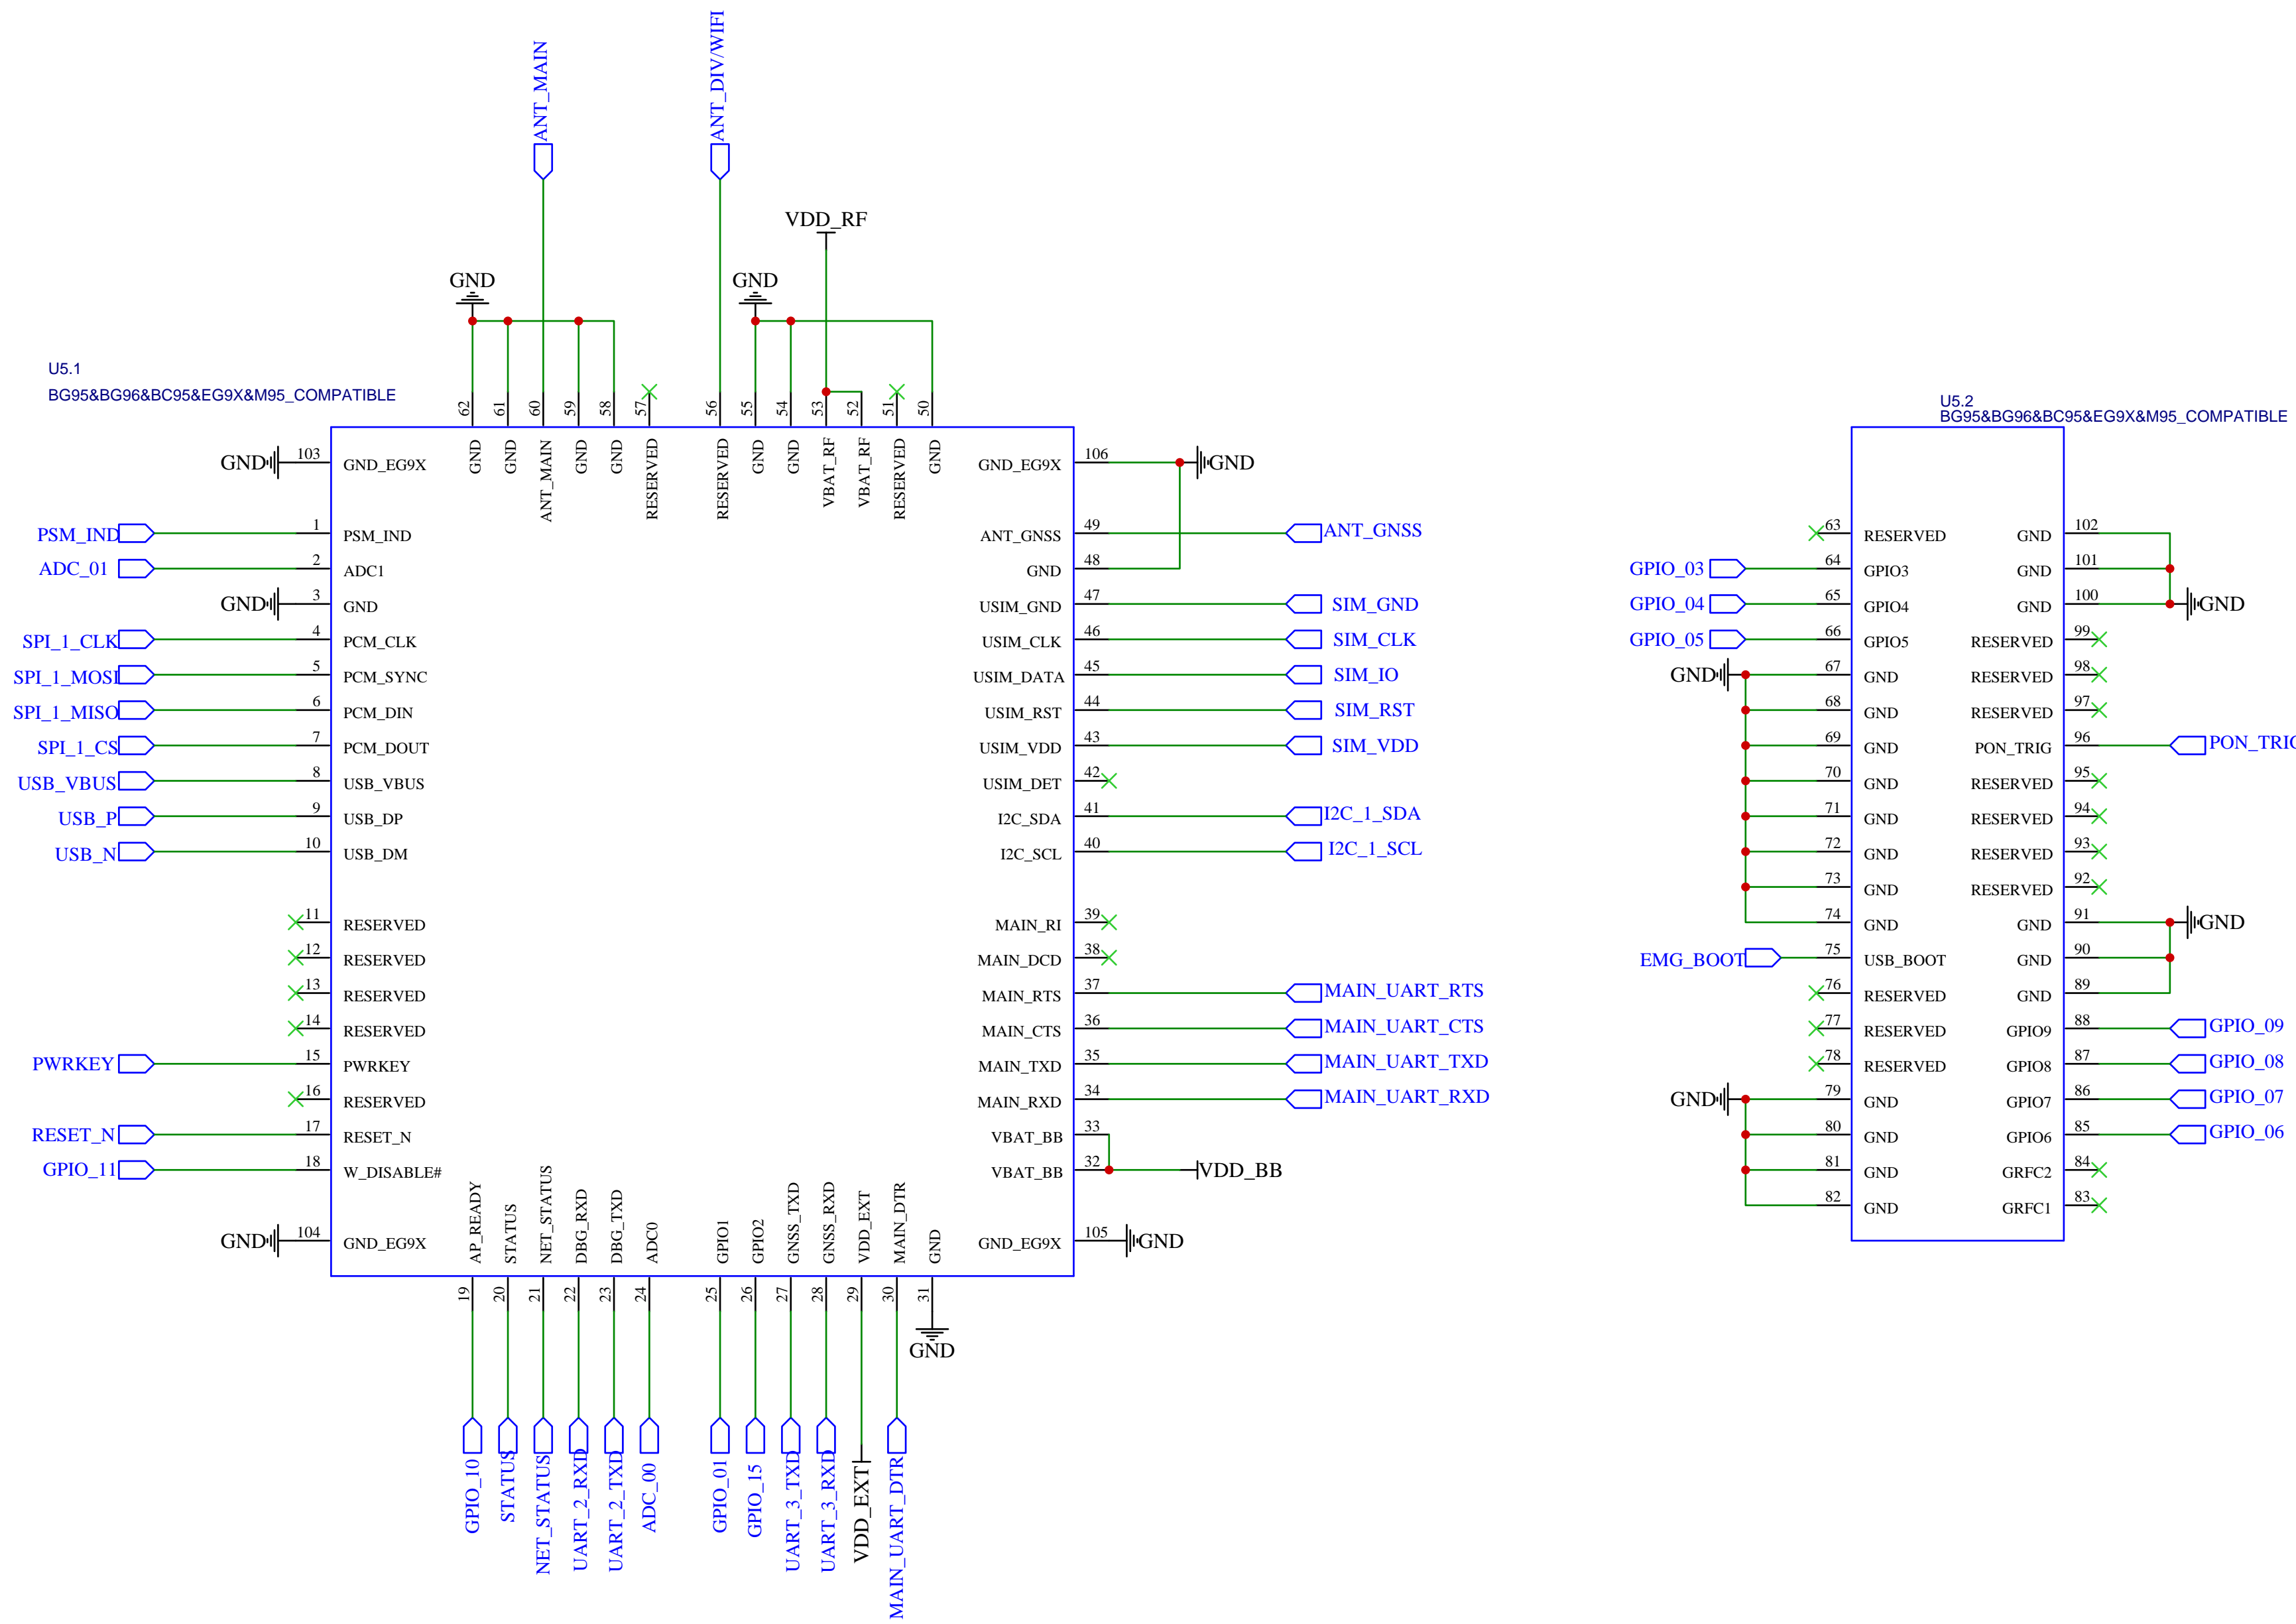 ANT_MAIN
ANT_DIV/WIFI
VDD_RF
GND
GND
U5.1
BG95&BG96&BC95&EG9X&M95_COMPATIBLE
62 61 60 59 58 57 56 55 54 53 52 51 50
GND GND ANT_MAIN GND GND RESERVED RESERVED GND GND VBAT_RF VBAT_RF RESERVED GND
GND 103 GND_EG9X
PSM_IND 1 PSM_IND
ADC_01 2 ADC1
GND 3 GND
SPI_1_CLK 4 PCM_CLK
SPI_1_MOSI 5 PCM_SYNC
SPI_1_MISO 6 PCM_DIN
SPI_1_CS 7 PCM_DOUT
USB_VBUS 8 USB_VBUS
USB_P 9 USB_DP
USB_N 10 USB_DM
11 RESERVED
12 RESERVED
13 RESERVED
14 RESERVED
PWRKEY 15 PWRKEY
16 RESERVED
RESET_N 17 RESET_N
GPIO_11 18 W_DISABLE#
GND 104 GND_EG9X
GND_EG9X 106 GND
ANT_GNSS 49 ANT_GNSS
GND 48
USIM_GND 47 SIM_GND
USIM_CLK 46 SIM_CLK
USIM_DATA 45 SIM_IO
USIM_RST 44 SIM_RST
USIM_VDD 43 SIM_VDD
USIM_DET 42
I2C_SDA 41 I2C_1_SDA
I2C_SCL 40 I2C_1_SCL
MAIN_RI 39
MAIN_DCD 38
MAIN_RTS 37 MAIN_UART_RTS
MAIN_CTS 36 MAIN_UART_CTS
MAIN_TXD 35 MAIN_UART_TXD
MAIN_RXD 34 MAIN_UART_RXD
VBAT_BB 33
VBAT_BB 32 VDD_BB
GND_EG9X 105 GND
AP_READY STATUS NET_STATUS DBG_RXD DBG_TXD ADC0 GPIO1 GPIO2 GNSS_TXD GNSS_RXD VDD_EXT MAIN_DTR GND
19 20 21 22 23 24 25 26 27 28 29 30 31
GND
GPIO_10 STATUS NET_STATUS UART_2_RXD UART_2_TXD ADC_00 GPIO_01 GPIO_15 UART_3_TXD UART_3_RXD VDD_EXT MAIN_UART_DTR
U5.2
BG95&BG96&BC95&EG9X&M95_COMPATIBLE
63 RESERVED
GPIO_03 64 GPIO3
GPIO_04 65 GPIO4
GPIO_05 66 GPIO5
GND 67 GND
68 GND
69 GND
70 GND
71 GND
72 GND
73 GND
74 GND
EMG_BOOT 75 USB_BOOT
76 RESERVED
77 RESERVED
78 RESERVED
GND 79 GND
80 GND
81 GND
82 GND
GND 102
GND 101
GND 100 GND
RESERVED 99
RESERVED 98
RESERVED 97
PON_TRIG 96 PON_TRIG
RESERVED 95
RESERVED 94
RESERVED 93
RESERVED 92
GND 91 GND
GND 90
GND 89
GPIO9 88 GPIO_09
GPIO8 87 GPIO_08
GPIO7 86 GPIO_07
GPIO6 85 GPIO_06
GRFC2 84
GRFC1 83